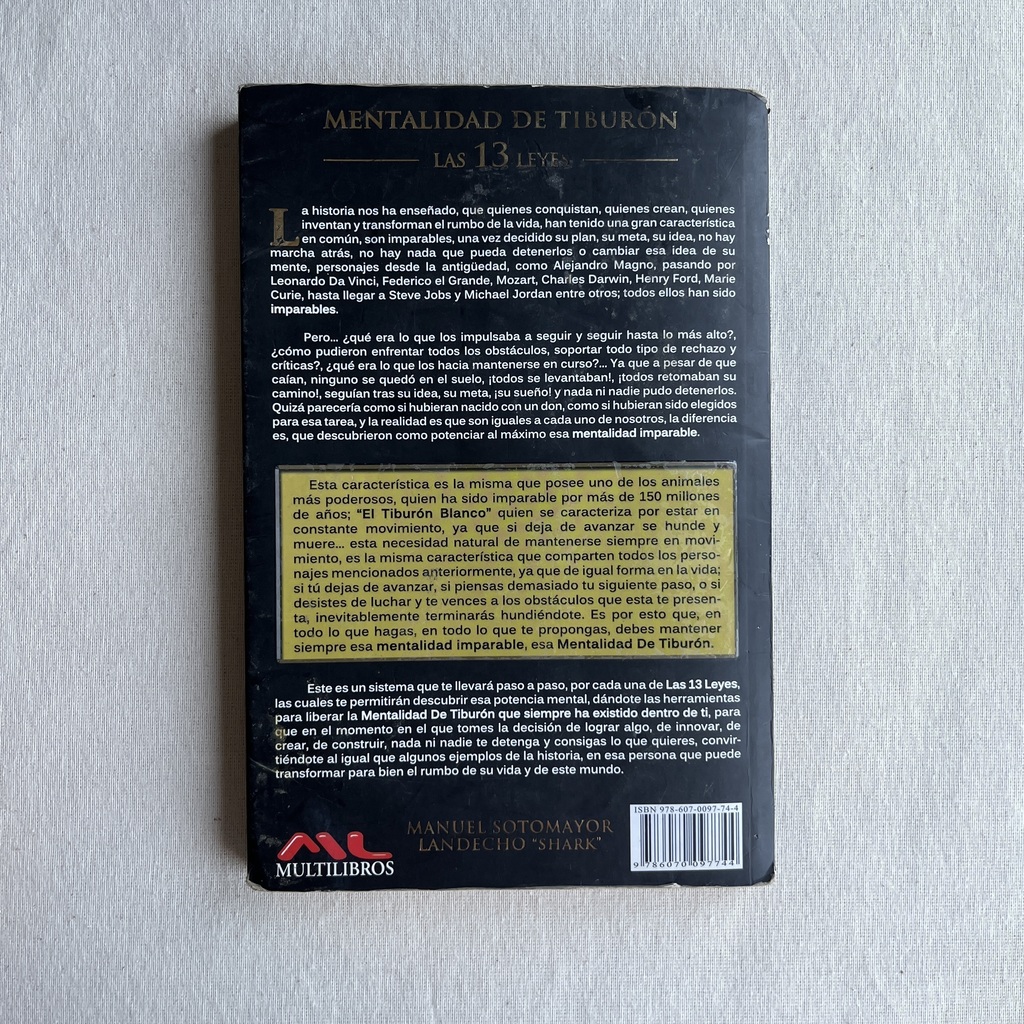 MENTALIDAD DE TIBURÓN
LAS 13 LEYES
La historia nos ha enseñado, que quienes conquistan, quienes crean, quienes
inventan y transforman el rumbo de la vida, han tenido una gran característica
en común, son imparables, una vez decidido su plan, su meta, su idea, no hay
marcha atrás, no hay nada que pueda detenerlos o cambiar esa idea de su
mente, personajes desde la antigüedad, como Alejandro Magno, pasando por
Leonardo Da Vinci, Federico el Grande, Mozart, Charles Darwin, Henry Ford, Marie
Curie, hasta llegar a Steve Jobs y Michael Jordan entre otros; todos ellos han sido
imparables.
Pero... ¿qué era lo que los impulsaba a seguir y seguir hasta lo más alto?,
¿cómo pudieron enfrentar todos los obstáculos, soportar todo tipo de rechazo y
críticas?, ¿qué era lo que los hacia mantenerse en curso?... Ya que a pesar de que
caían, ninguno se quedó en el suelo, ¡todos se levantaban!, ¡todos retomaban su
camino!, seguían tras su idea, su meta, ¡su sueño! y nada ni nadie pudo detenerlos.
Quizá parecería como si hubieran nacido con un don, como si hubieran sido elegidos
para esa tarea, y la realidad es que son iguales a cada uno de nosotros, la diferencia
es, que descubrieron como potenciar al máximo esa mentalidad imparable.
Esta característica es la misma que posee uno de los animales
más poderosos, quien ha sido imparable por más de 150 millones
de años; "El Tiburón Blanco" quien se caracteriza por estar en
constante movimiento, ya que si deja de avanzar se hunde y
muere... esta necesidad natural de mantenerse siempre en movi-
miento, es la misma característica que comparten todos los perso-
najes mencionados anteriormente, ya que de igual forma en la vida;
si tú dejas de avanzar, si piensas demasiado tu siguiente paso, o si
desistes de luchar y te vences a los obstáculos que esta te presen-
ta, inevitablemente terminarás hundiéndote. Es por esto que, en
todo lo que hagas, en todo lo que te propongas, debes mantener
siempre esa mentalidad imparable, esa Mentalidad De Tiburón.
Este es un sistema que te llevará paso a paso, por cada una de Las 13 Leyes,
las cuales te permitirán descubrir esa potencia mental, dándote las herramientas
para liberar la Mentalidad De Tiburón que siempre ha existido dentro de ti, para
que en el momento en el que tomes la decisión de lograr algo, de innovar, de
crear, de construir, nada ni nadie te detenga y consigas lo que quieres, convir-
tiéndote al igual que algunos ejemplos de la historia, en esa persona que puede
transformar para bien el rumbo de su vida y de este mundo.
ML
MULTILIBROS
MANUEL SOTOMAYOR
LANDECHO "SHARK"
ISBN 978-607-0097-74-4
9 786070 097744